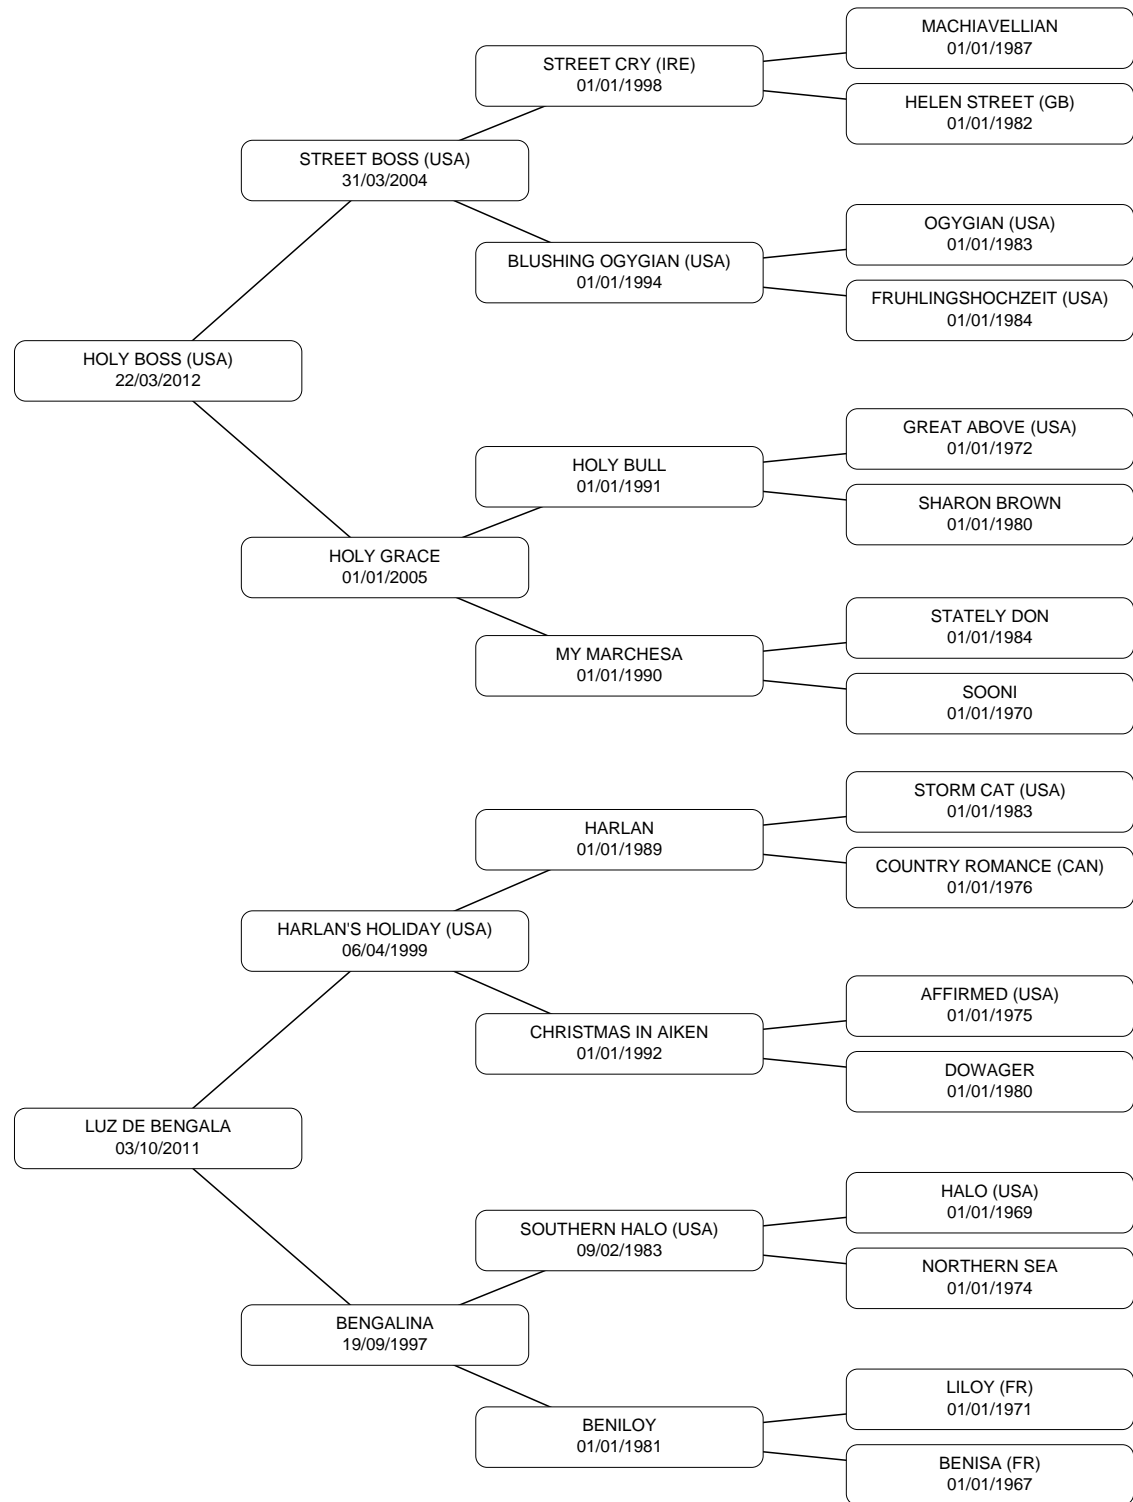 MACHIAVELLIAN
01/01/1987
STREET CRY (IRE)
01/01/1998
HELEN STREET (GB)
01/01/1982
STREET BOSS (USA)
31/03/2004
OGYGIAN (USA)
01/01/1983
BLUSHING OGYGIAN (USA)
01/01/1994
FRUHLINGSHOCHZEIT (USA)
01/01/1984
HOLY BOSS (USA)
22/03/2012
GREAT ABOVE (USA)
01/01/1972
HOLY BULL
01/01/1991
SHARON BROWN
01/01/1980
HOLY GRACE
01/01/2005
STATELY DON
01/01/1984
MY MARCHESA
01/01/1990
SOONI
01/01/1970
STORM CAT (USA)
01/01/1983
HARLAN
01/01/1989
COUNTRY ROMANCE (CAN)
01/01/1976
HARLAN'S HOLIDAY (USA)
06/04/1999
AFFIRMED (USA)
01/01/1975
CHRISTMAS IN AIKEN
01/01/1992
DOWAGER
01/01/1980
LUZ DE BENGALA
03/10/2011
HALO (USA)
01/01/1969
SOUTHERN HALO (USA)
09/02/1983
NORTHERN SEA
01/01/1974
BENGALINA
19/09/1997
LILOY (FR)
01/01/1971
BENILOY
01/01/1981
BENISA (FR)
01/01/1967